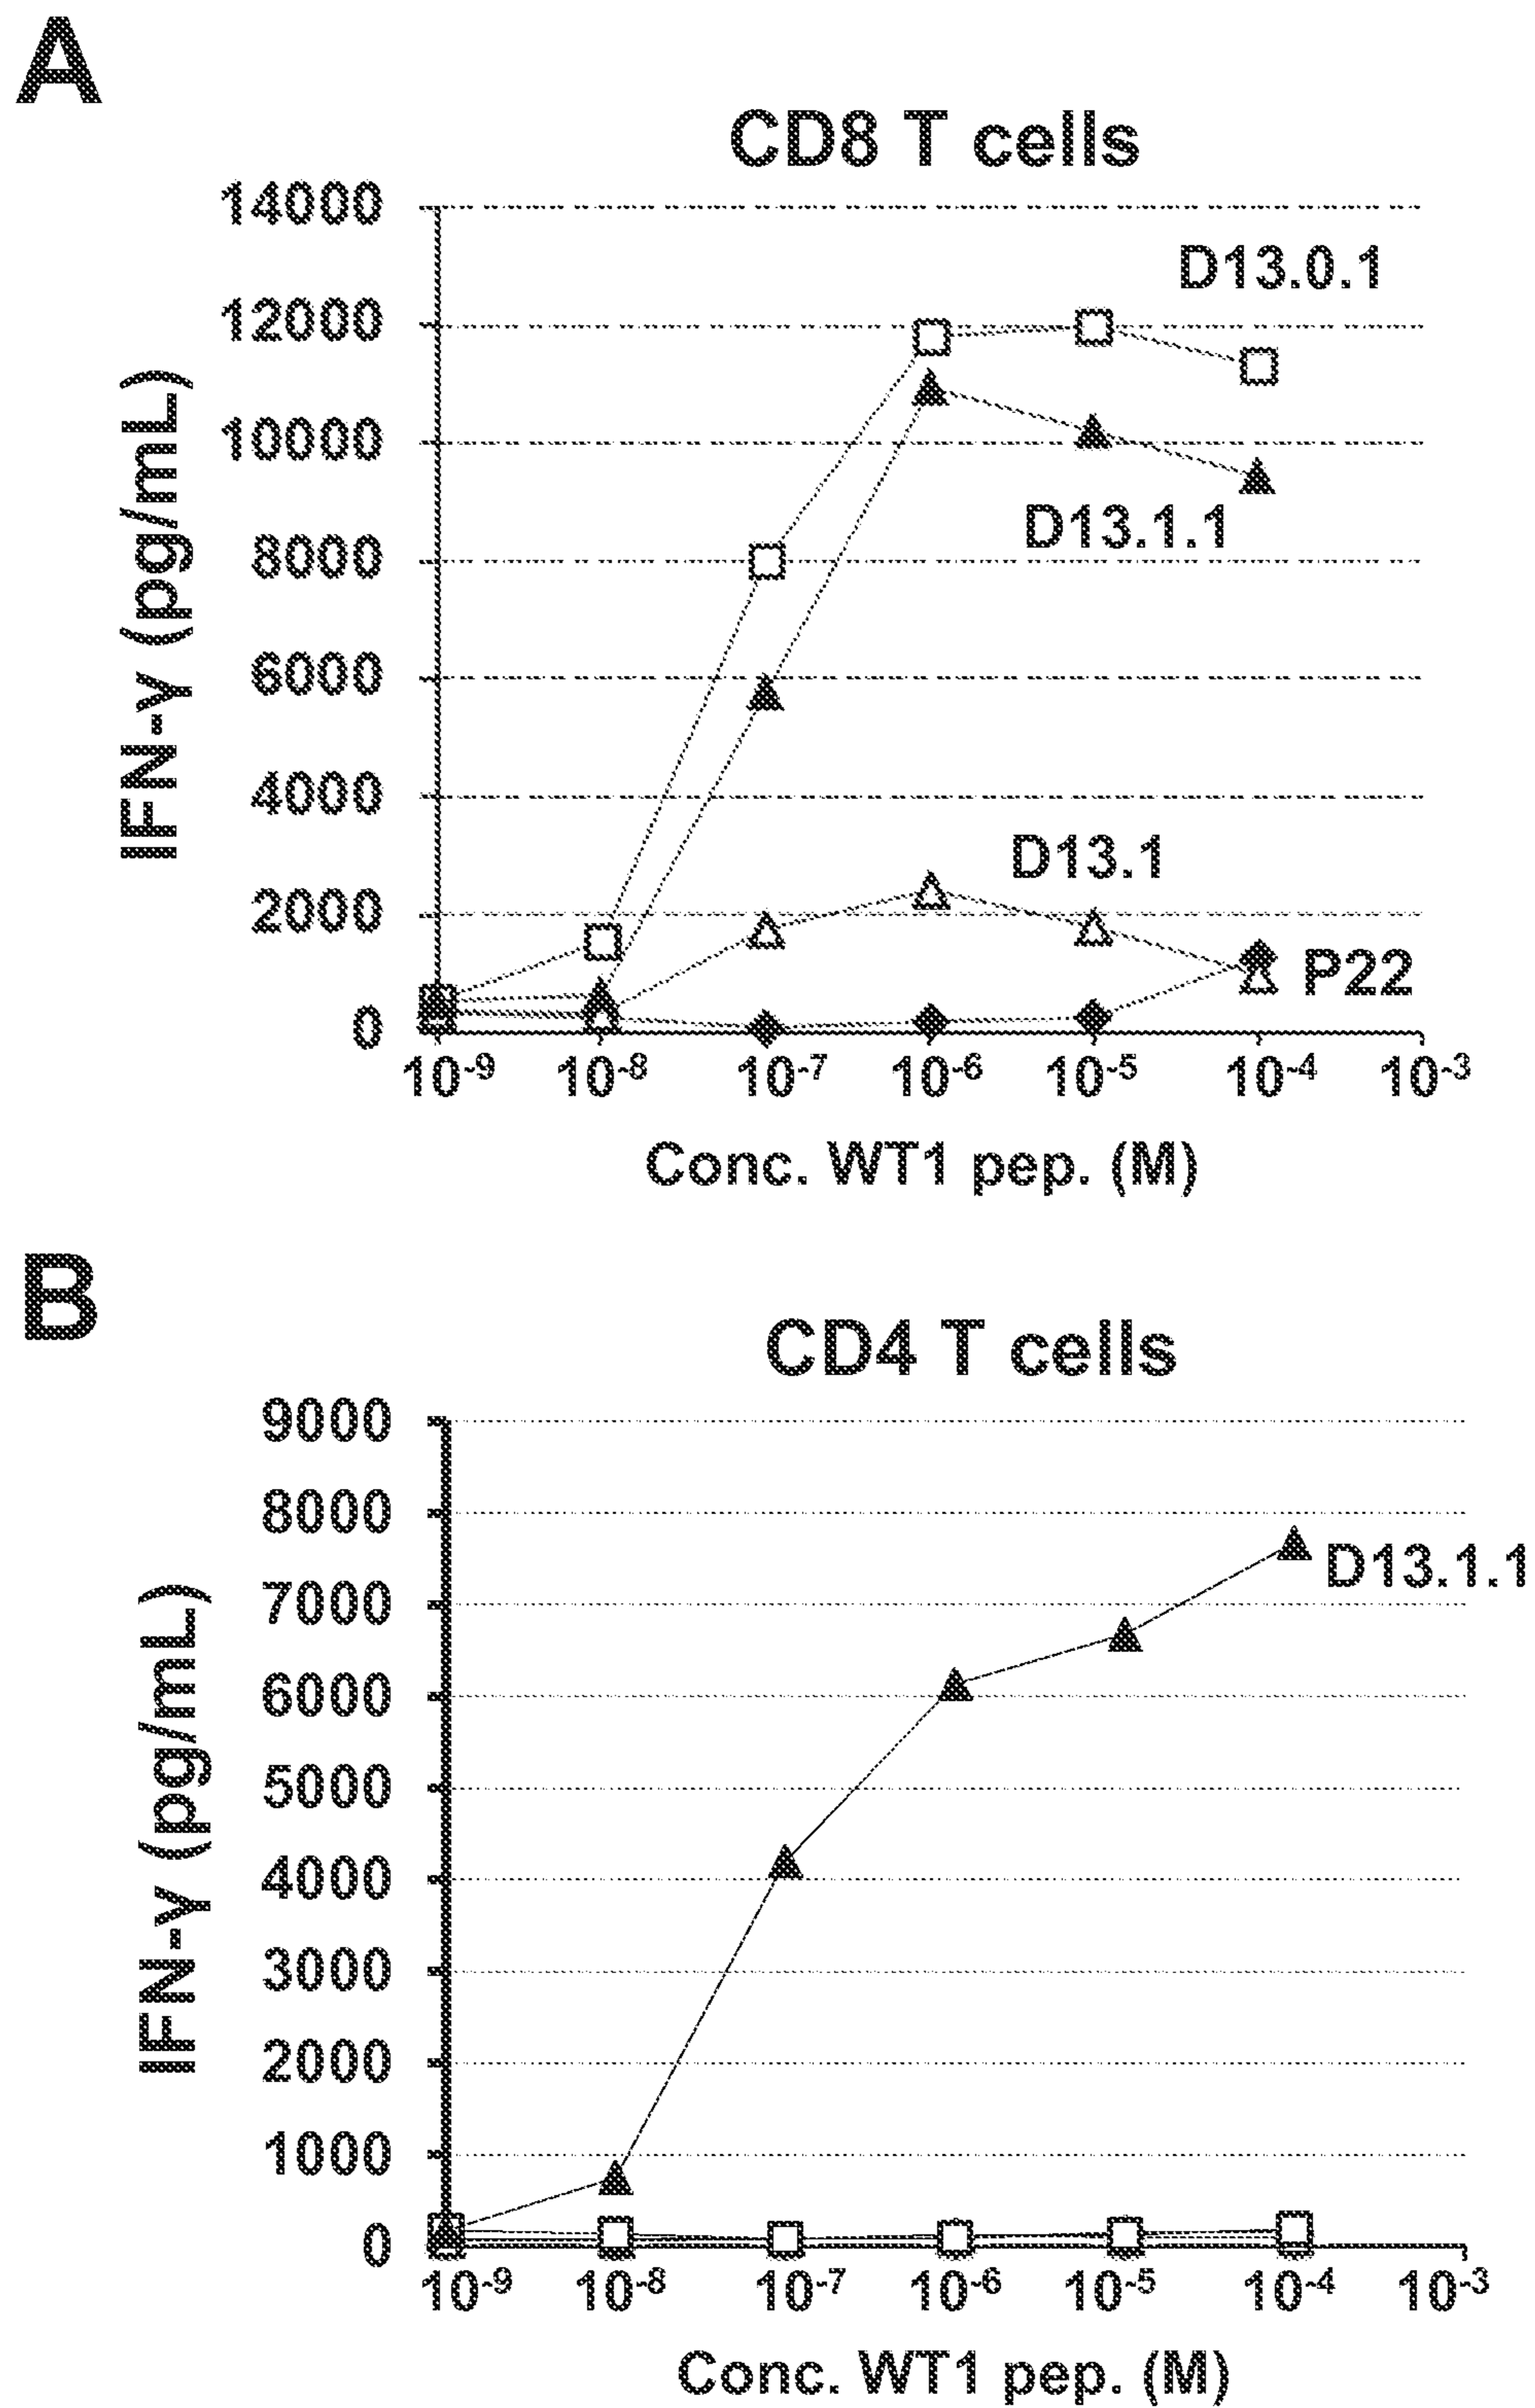 A
CD8 T cells
14000
12000
10000
8000
6000
4000
2000
0
IFN-γ (pg/mL)
D13.0.1
D13.1.1
D13.1
P22
10⁻⁹ 10⁻⁸ 10⁻⁷ 10⁻⁶ 10⁻⁵ 10⁻⁴ 10⁻³
Conc. WT1 pep. (M)
B
CD4 T cells
9000
8000
7000
6000
5000
4000
3000
2000
1000
0
IFN-γ (pg/mL)
D13.1.1
10⁻⁹ 10⁻⁸ 10⁻⁷ 10⁻⁶ 10⁻⁵ 10⁻⁴ 10⁻³
Conc. WT1 pep. (M)